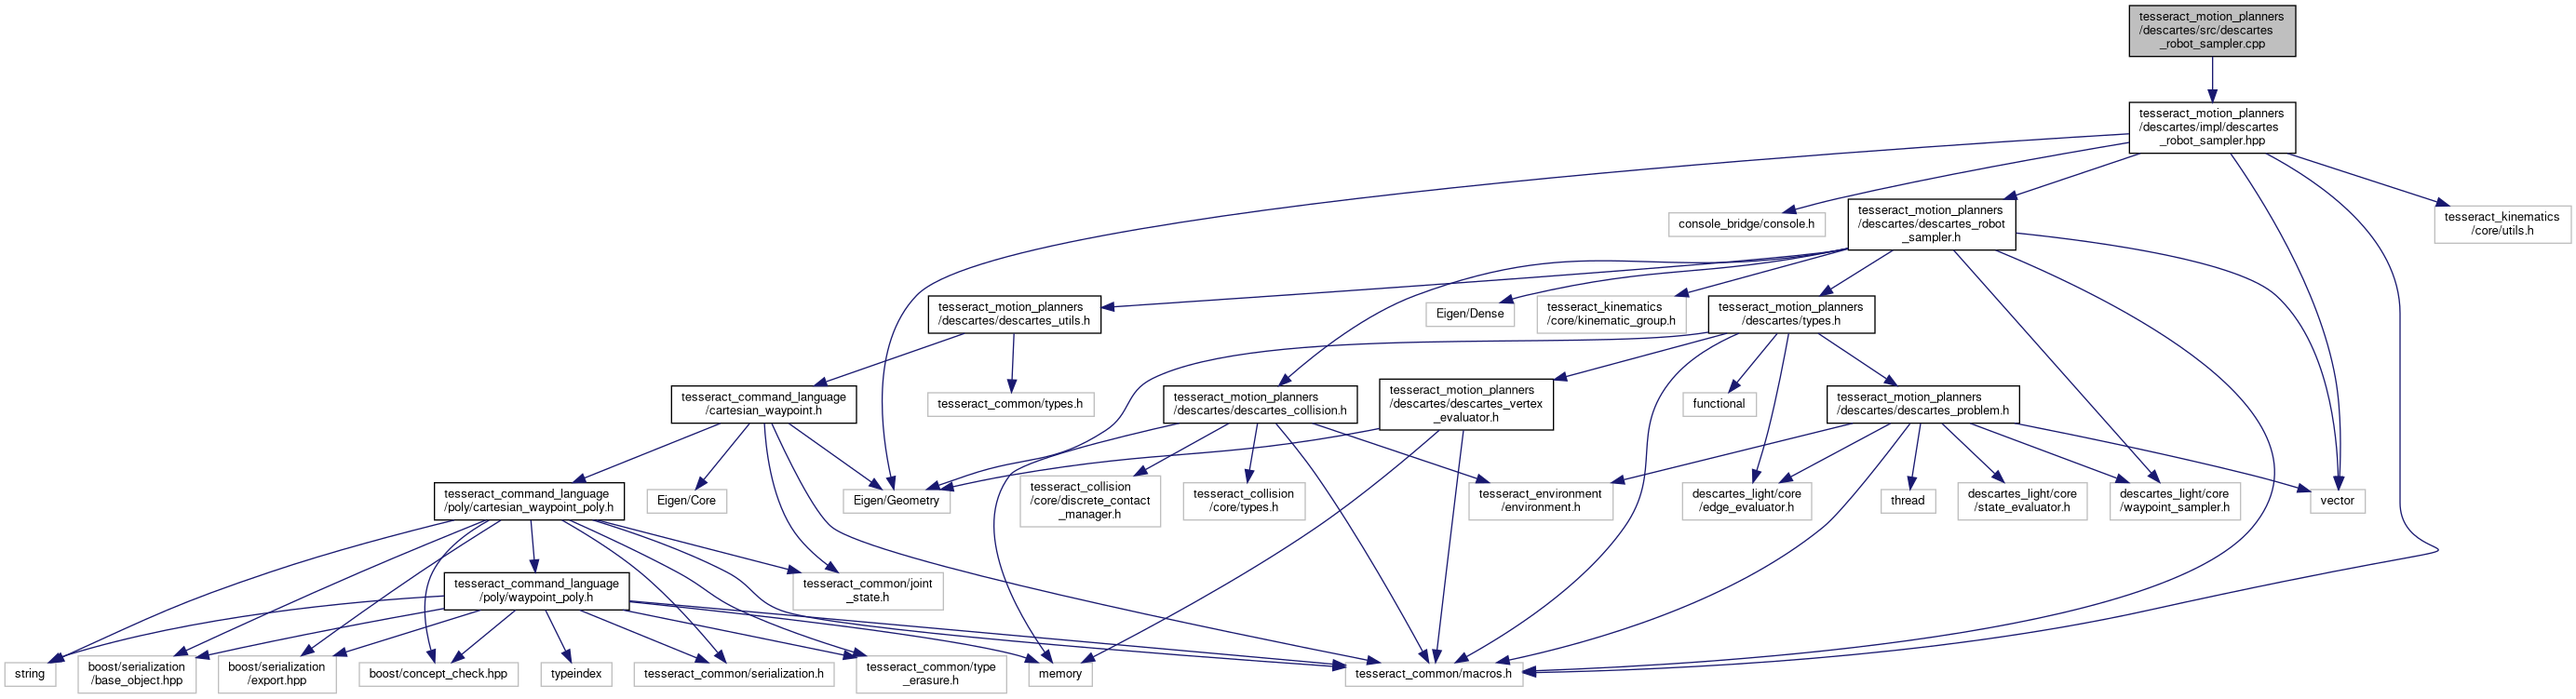 tesseract_motion_planners
/descartes/src/descartes
_robot_sampler.cpp
tesseract_motion_planners
/descartes/impl/descartes
_robot_sampler.hpp
console_bridge/console.h
tesseract_motion_planners
/descartes/descartes_robot
_sampler.h
tesseract_kinematics
/core/utils.h
tesseract_motion_planners
/descartes/descartes_utils.h
Eigen/Dense
tesseract_kinematics
/core/kinematic_group.h
tesseract_motion_planners
/descartes/types.h
tesseract_command_language
/cartesian_waypoint.h
tesseract_common/types.h
tesseract_motion_planners
/descartes/descartes_collision.h
tesseract_motion_planners
/descartes/descartes_vertex
_evaluator.h
functional
tesseract_motion_planners
/descartes/descartes_problem.h
tesseract_command_language
/poly/cartesian_waypoint_poly.h
Eigen/Core
Eigen/Geometry
tesseract_collision
/core/discrete_contact
_manager.h
tesseract_collision
/core/types.h
tesseract_environment
/environment.h
descartes_light/core
/edge_evaluator.h
thread
descartes_light/core
/state_evaluator.h
descartes_light/core
/waypoint_sampler.h
vector
tesseract_command_language
/poly/waypoint_poly.h
tesseract_common/joint
_state.h
string
boost/serialization
/base_object.hpp
boost/serialization
/export.hpp
boost/concept_check.hpp
typeindex
tesseract_common/serialization.h
tesseract_common/type
_erasure.h
memory
tesseract_common/macros.h